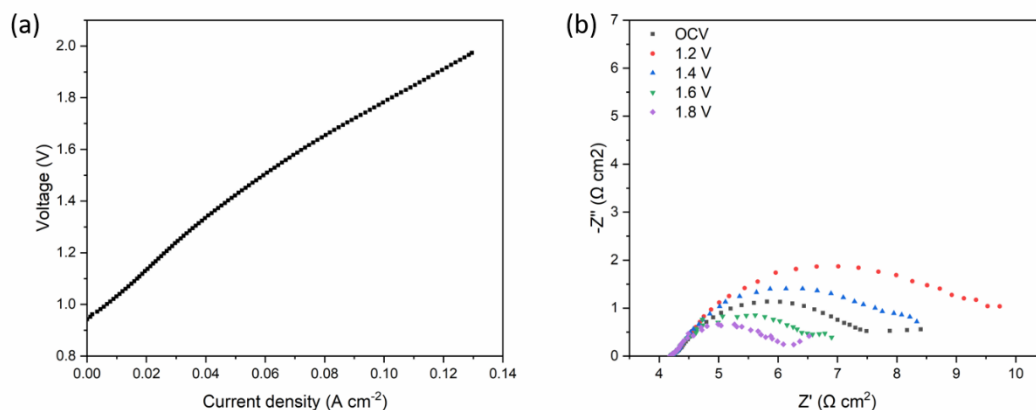 (a)
2.0
1.8
1.6
1.4
1.2
1.0
0.8
Voltage (V)
0.00 0.02 0.04 0.06 0.08 0.10 0.12 0.14
Current density (A cm⁻²)
(b)
OCV
1.2 V
1.4 V
1.6 V
1.8 V
7
6
5
4
3
2
1
0
-Z'' (Ω cm2)
4 5 6 7 8 9 10
Z' (Ω cm²)